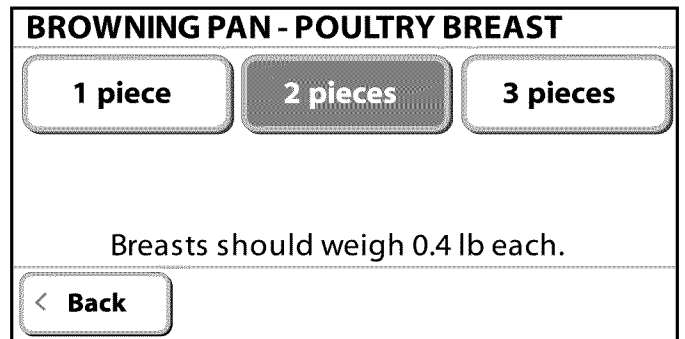 BROWNING PAN - POULTRY BREAST
1 piece
2 pieces
3 pieces
Breasts should weigh 0.4 lb each.
< Back